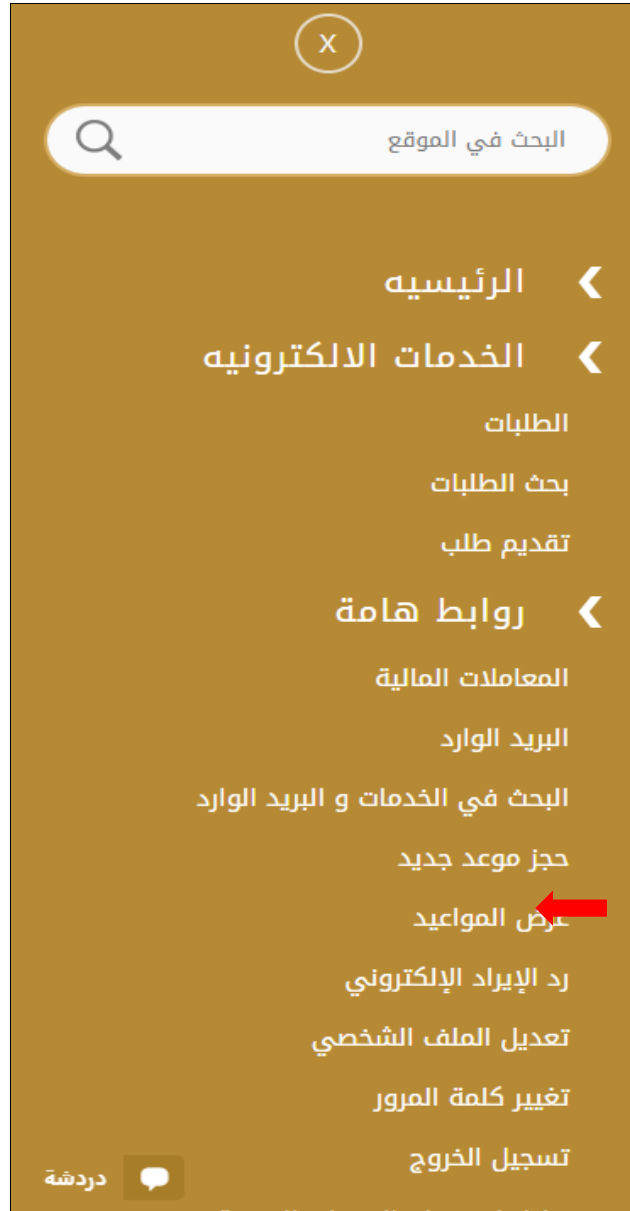 X
البحث في الموقع
الرئيسيه
الخدمات الالكترونيه
الطلبات
بحث الطلبات
تقديم طلب
روابط هامة
المعاملات المالية
البريد الوارد
البحث في الخدمات و البريد الوارد
حجز موعد جديد
عرض المواعيد
رد الإيراد الإلكتروني
تعديل الملف الشخصي
تغيير كلمة المرور
تسجيل الخروج
دردشة